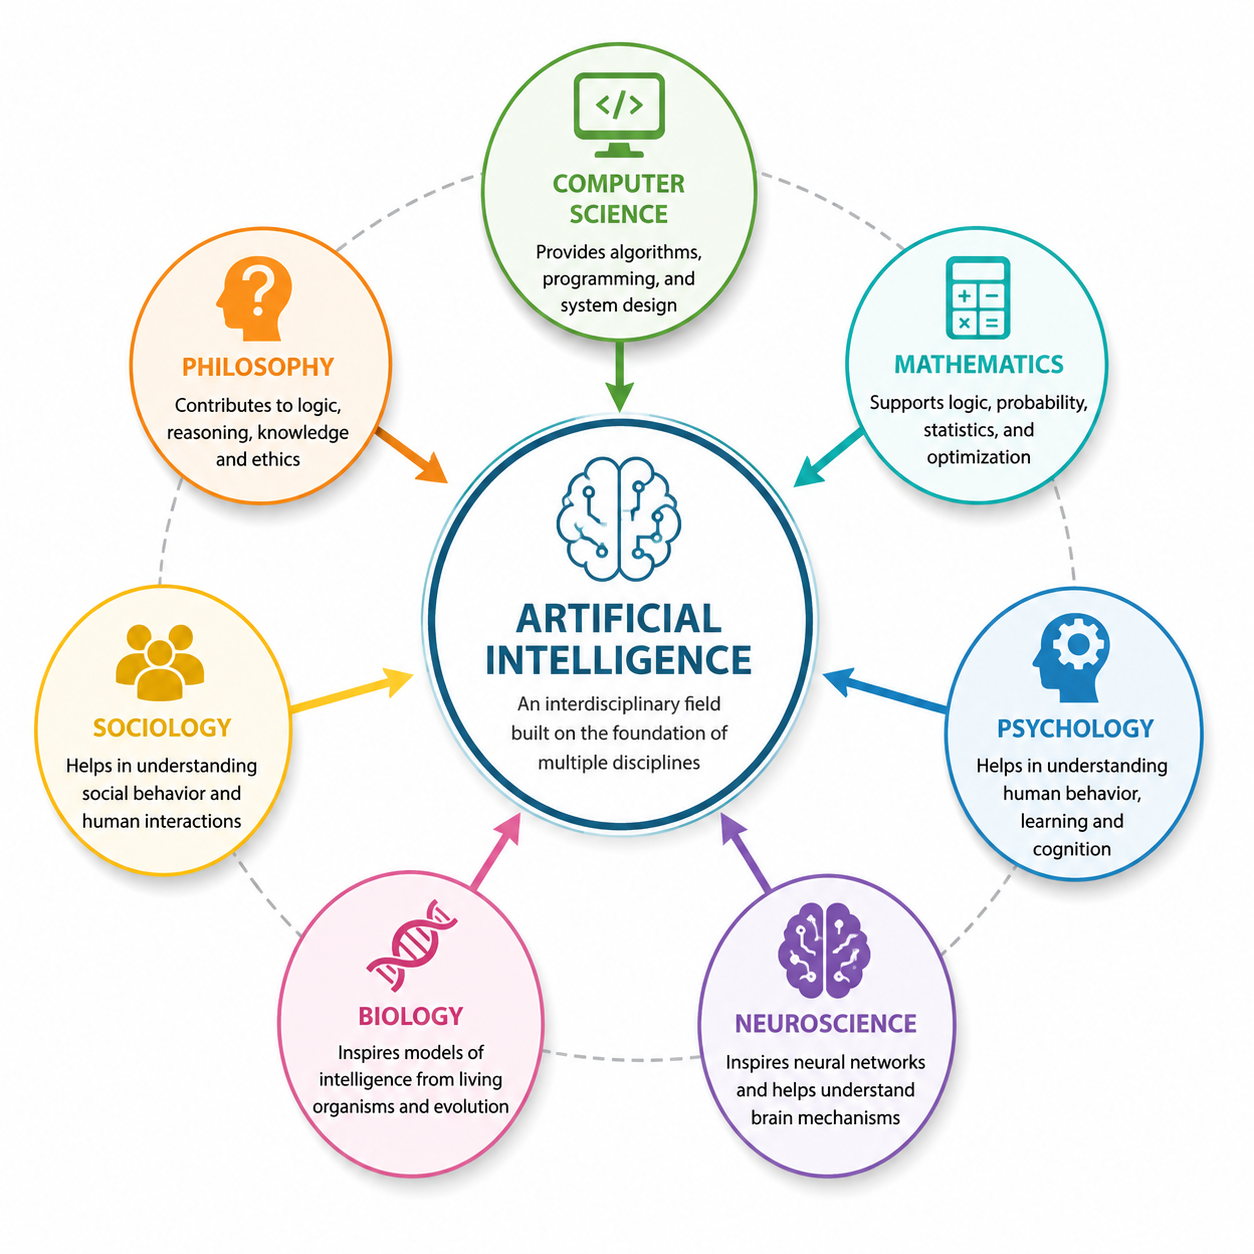 </>
COMPUTER
SCIENCE
Provides algorithms,
programming, and
system design
?
PHILOSOPHY
Contributes to logic,
reasoning, knowledge
and ethics
+ −
× =
MATHEMATICS
Supports logic, probability,
statistics, and
optimization
ARTIFICIAL
INTELLIGENCE
An interdisciplinary field
built on the foundation of
multiple disciplines
SOCIOLOGY
Helps in understanding
social behavior and
human interactions
PSYCHOLOGY
Helps in understanding
human behavior,
learning and
cognition
BIOLOGY
Inspires models of
intelligence from living
organisms and evolution
NEUROSCIENCE
Inspires neural networks
and helps understand
brain mechanisms